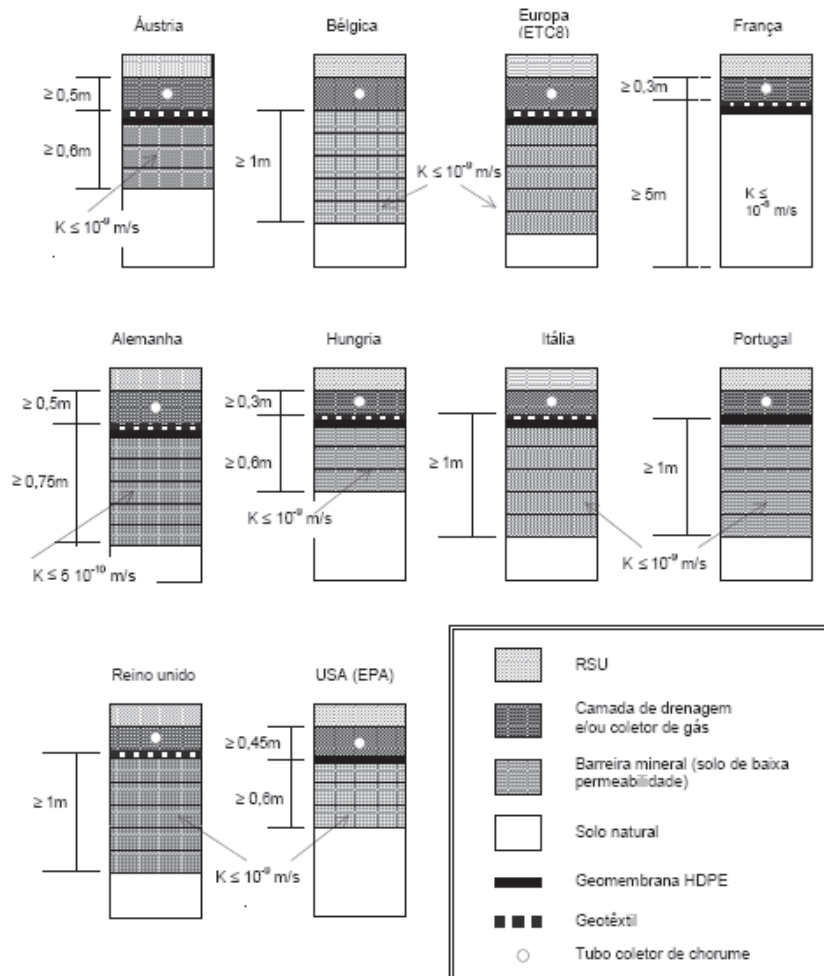 Áustria
Bélgica
Europa
(ETC8)
França
≥ 0,5m
≥ 0,6m
K ≤ 10⁻⁹ m/s
≥ 1m
K ≤ 10⁻⁹ m/s
≥ 0,3m
≥ 5m
K ≤
m/s
Alemanha
Hungria
Itália
Portugal
≥ 0,5m
≥ 0,75m
K ≤ 5 10⁻¹⁰ m/s
≥ 0,3m
≥ 0,6m
K ≤ 10⁻⁹ m/s
≥ 1m
≥ 1m
K ≤ 10⁻⁹ m/s
Reino unido
USA (EPA)
≥ 1m
≥ 0,45m
≥ 0,6m
K ≤ 10⁻⁹ m/s
RSU
Camada de drenagem
e/ou coletor de gás
Barreira mineral (solo de baixa
permeabilidade)
Solo natural
Geomembrana HDPE
Geotêxtil
Tubo coletor de chorume